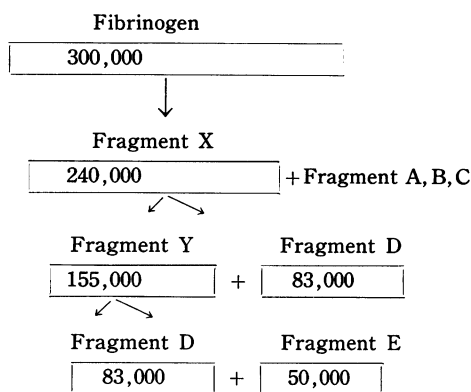 Fibrinogen
300,000
Fragment X
240,000 + Fragment A, B, C
Fragment Y Fragment D
155,000 + 83,000
Fragment D Fragment E
83,000 + 50,000